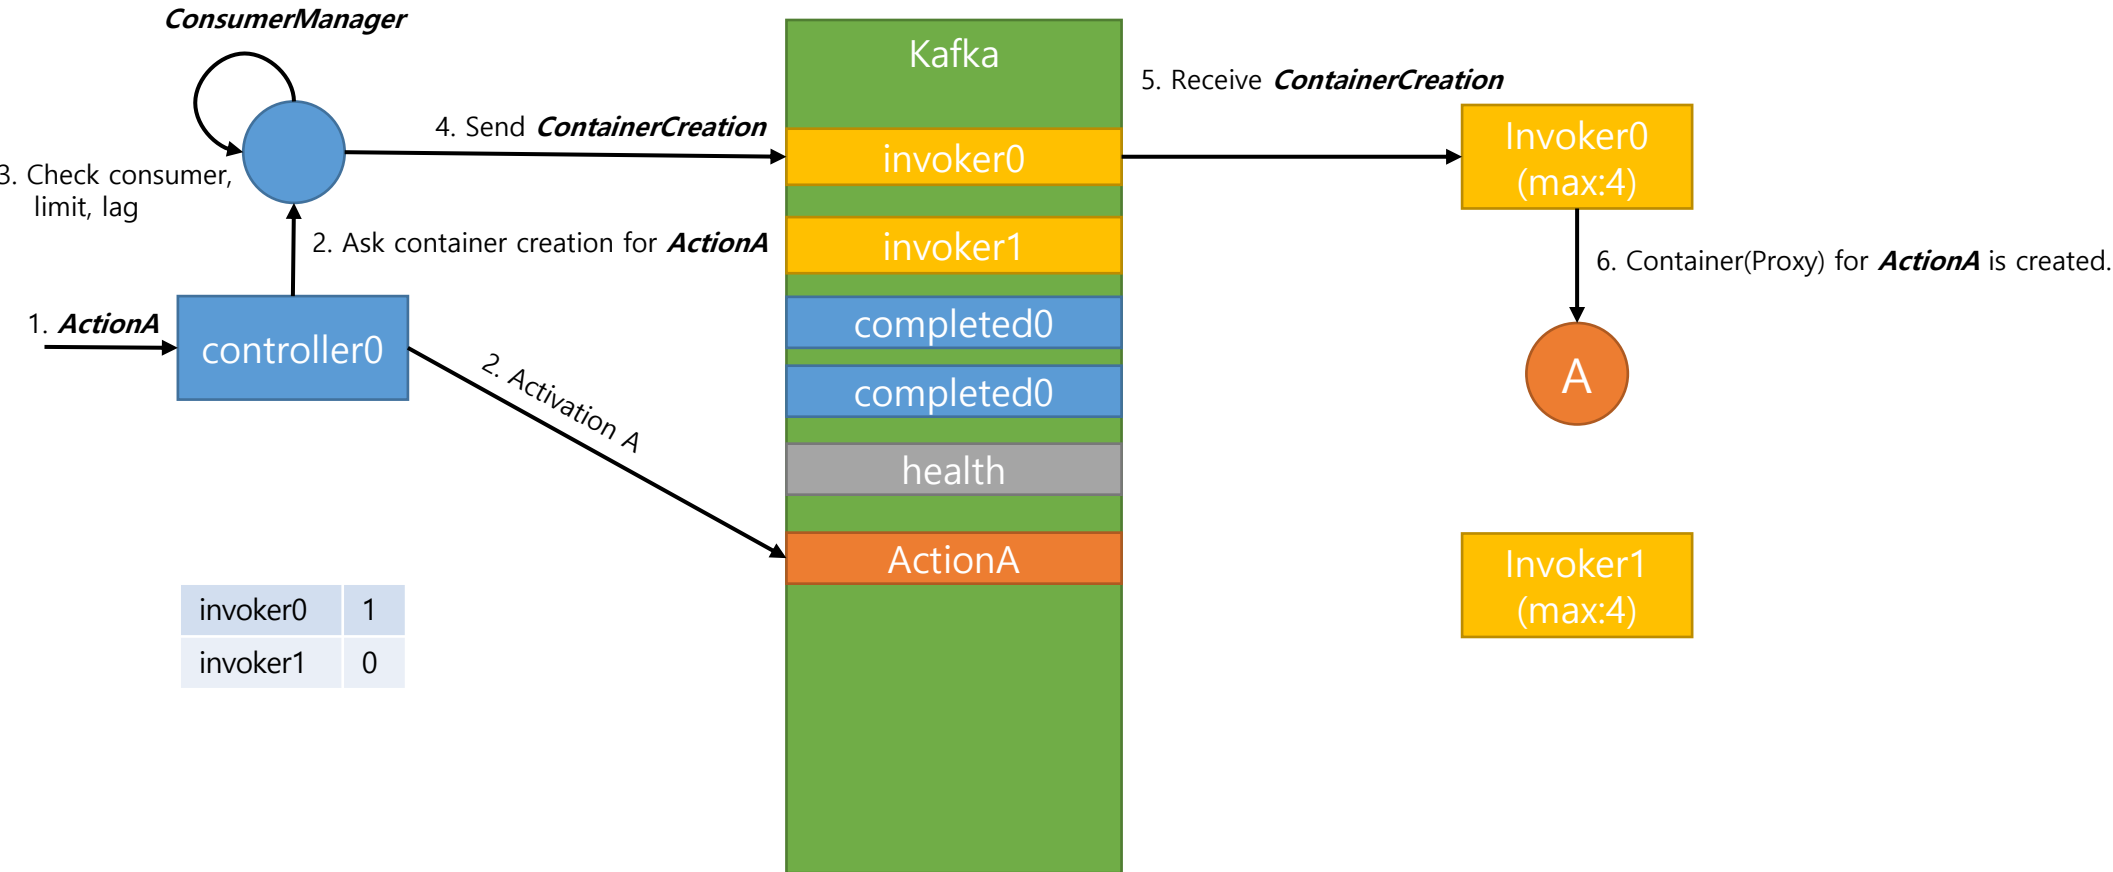 ConsumerManager
Kafka
5. Receive ContainerCreation
4. Send ContainerCreation
invoker0
Invoker0
(max:4)
3. Check consumer,
limit, lag
2. Ask container creation for ActionA
invoker1
6. Container(Proxy) for ActionA is created.
1. ActionA
controller0
completed0
2. Activation A
completed0
A
health
ActionA
Invoker1
(max:4)
invoker0 1
invoker1 0